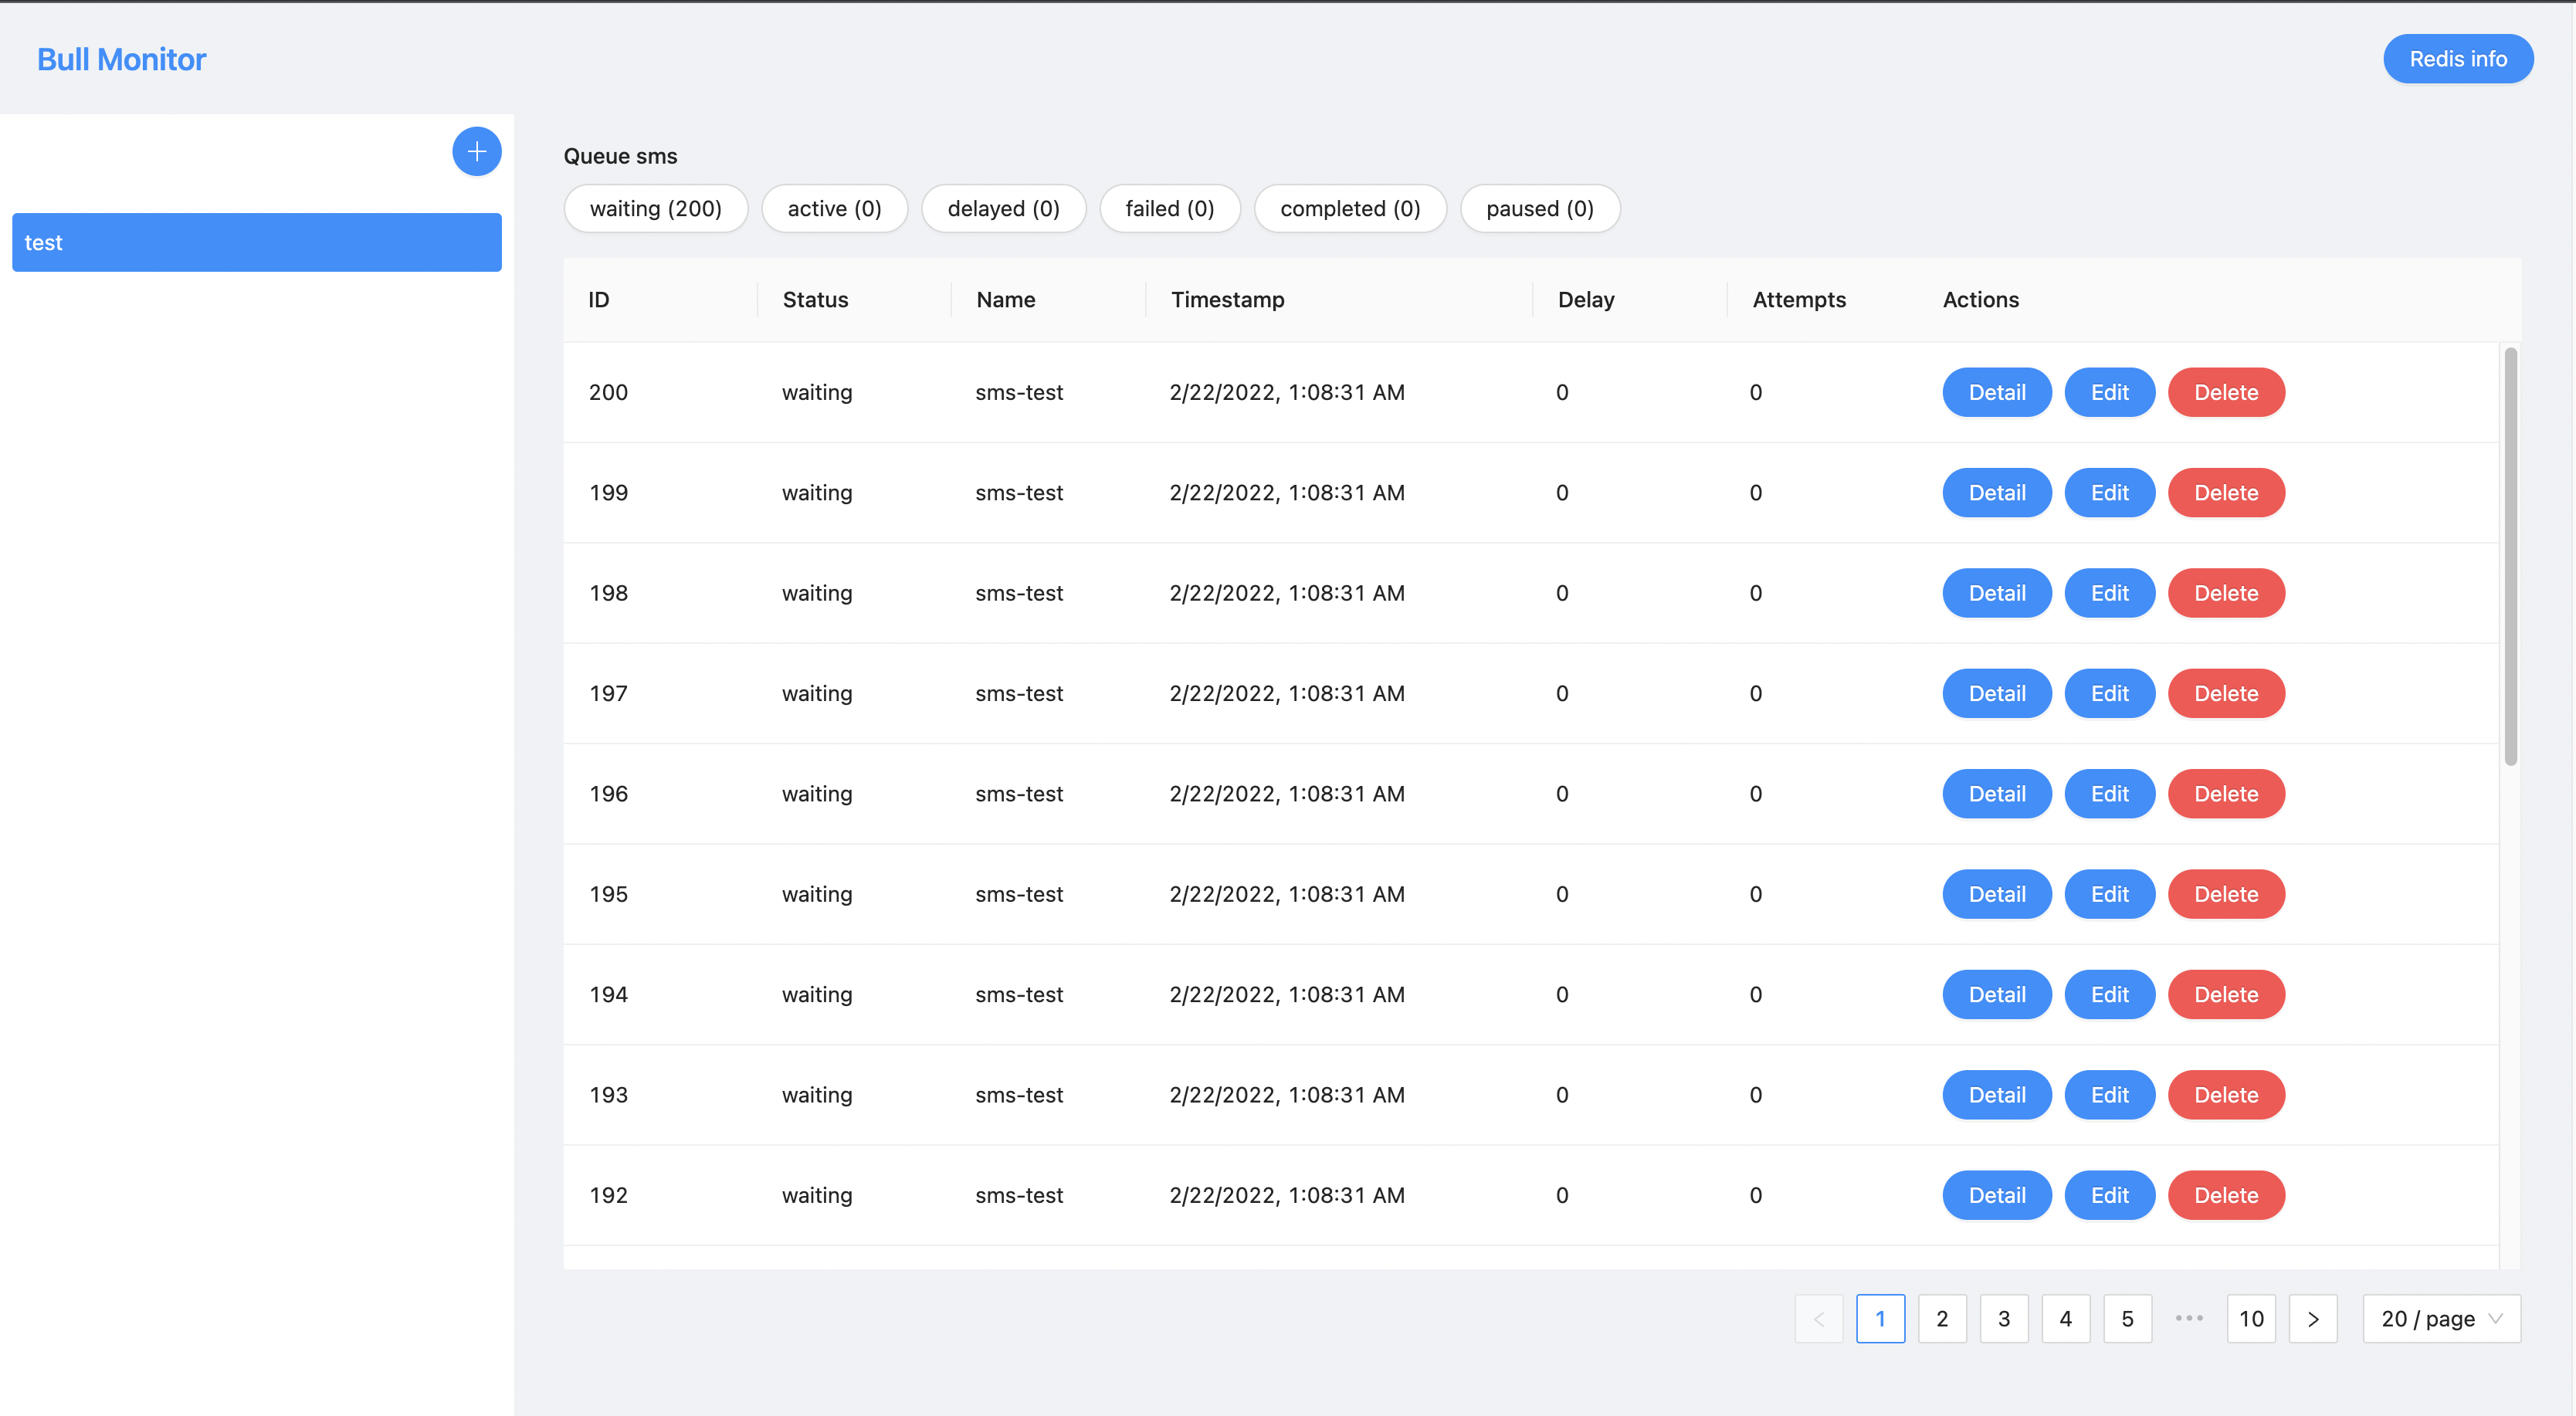 Bull Monitor
Redis info
test
Queue sms
waiting (200) active (0) delayed (0) failed (0) completed (0) paused (0)
ID Status Name Timestamp Delay Attempts Actions
200 waiting sms-test 2/22/2022, 1:08:31 AM 0 0 Detail Edit Delete
199 waiting sms-test 2/22/2022, 1:08:31 AM 0 0 Detail Edit Delete
198 waiting sms-test 2/22/2022, 1:08:31 AM 0 0 Detail Edit Delete
197 waiting sms-test 2/22/2022, 1:08:31 AM 0 0 Detail Edit Delete
196 waiting sms-test 2/22/2022, 1:08:31 AM 0 0 Detail Edit Delete
195 waiting sms-test 2/22/2022, 1:08:31 AM 0 0 Detail Edit Delete
194 waiting sms-test 2/22/2022, 1:08:31 AM 0 0 Detail Edit Delete
193 waiting sms-test 2/22/2022, 1:08:31 AM 0 0 Detail Edit Delete
192 waiting sms-test 2/22/2022, 1:08:31 AM 0 0 Detail Edit Delete
< 1 2 3 4 5 ••• 10 > 20 / page